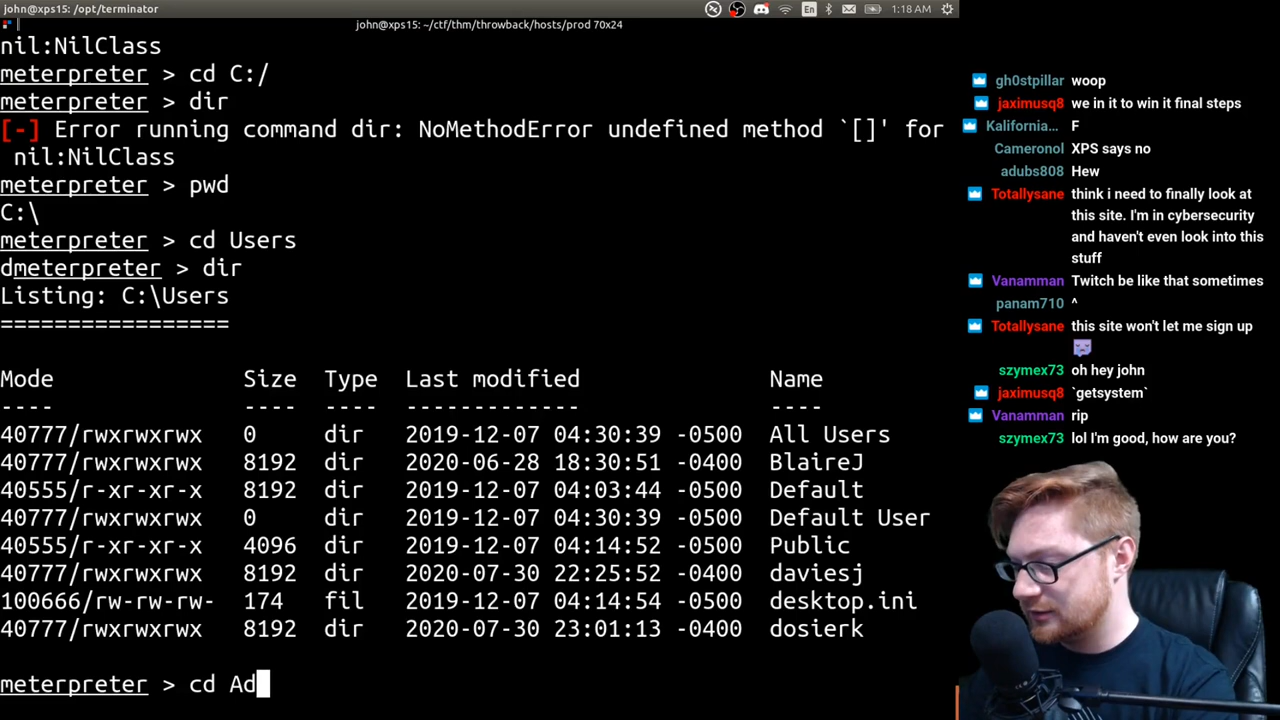 john@xps15: /opt/terminator
En
1:18 AM
john@xps15: ~/ctf/thm/throwback/hosts/prod 70x24
nil:NilClass
meterpreter > cd C:/
meterpreter > dir
[-] Error running command dir: NoMethodError undefined method `[]' for
 nil:NilClass
meterpreter > pwd
C:\
meterpreter > cd Users
dmeterpreter > dir
Listing: C:\Users
=================
Mode Size Type Last modified Name
---- ---- ---- ------------- ----
40777/rwxrwxrwx 0 dir 2019-12-07 04:30:39 -0500 All Users
40777/rwxrwxrwx 8192 dir 2020-06-28 18:30:51 -0400 BlaireJ
40555/r-xr-xr-x 8192 dir 2019-12-07 04:03:44 -0500 Default
40777/rwxrwxrwx 0 dir 2019-12-07 04:30:39 -0500 Default User
40555/r-xr-xr-x 4096 dir 2019-12-07 04:14:52 -0500 Public
40777/rwxrwxrwx 8192 dir 2020-07-30 22:25:52 -0400 daviesj
100666/rw-rw-rw- 174 fil 2019-12-07 04:14:54 -0500 desktop.ini
40777/rwxrwxrwx 8192 dir 2020-07-30 23:01:13 -0400 dosierk
meterpreter > cd Ad
gh0stpillar woop
jaximusq8 we in it to win it final steps
Kalifornia… F
Cameronol XPS says no
adubs808 Hew
Totallysane think i need to finally look at
this site. I'm in cybersecurity
and haven't even look into this
stuff
Vanamman Twitch be like that sometimes
panam710 ^
Totallysane this site won't let me sign up
szymex73 oh hey john
jaximusq8 `getsystem`
Vanamman rip
szymex73 lol I'm good, how are you?